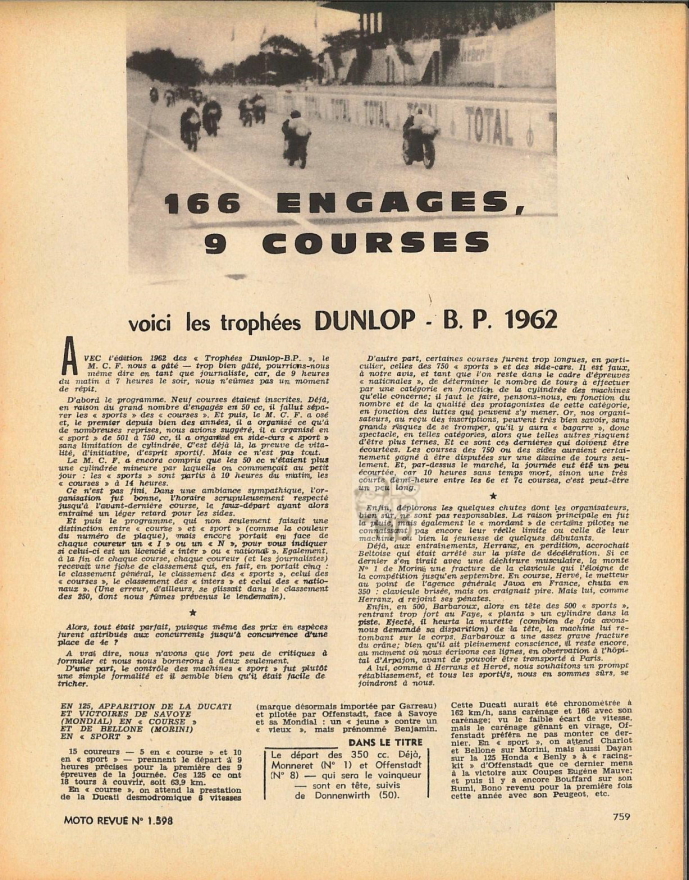 TOTAL
TOTAL
TOTAL
166 ENGAGES,
9 COURSES
voici les trophées DUNLOP - B. P. 1962
AVEC l'édition 1962 des « Trophées Dunlop-B.P. », le
M. C. F. nous a gâté — trop bien gâté, pourrions-nous
même dire en tant que journaliste, car, de 9 heures
du matin à 7 heures le soir, nous n'eûmes pas un moment
de répit.
D'abord le programme. Neuf courses étaient inscrites. Déjà,
en raison du grand nombre d'engagés en 50 cc, il fallut sépa-
rer les « sports » des « courses ». Et puis, le M. C. F. a osé
et, le premier depuis bien des années, il a organisé ce qu'à
de nombreuses reprises, nous avions suggéré, il a organisé en
« sport » de 501 à 750 cc, il a organisé en side-cars « sport »
sans limitation de cylindrée. C'est déjà là, la preuve de vita-
lité, d'initiative, d'esprit sportif. Mais ce n'est pas tout.
Le M. C. F. a encore compris que les 50 cc n'étaient plus
une cylindrée mineure par laquelle on commençait au petit
jour : les « sports » sont partis à 10 heures du matin, les
« courses » à 14 heures.
Ce n'est pas fini. Dans une ambiance sympathique, l'or-
ganisation fut bonne, l'horaire scrupuleusement respecté
jusqu'à l'avant-dernière course, le faux-départ ayant alors
entraîné un léger retard pour les sides.
Et puis le programme, qui non seulement faisait une
distinction entre « course » et « sport » (comme la couleur
du numéro de plaque), mais encore portait en face de
chaque coureur un « I » ou un « N », pour vous indiquer
si celui-ci est un licencié « inter » ou « national ». Egalement,
à la fin de chaque course, chaque coureur (et les journalistes)
recevait une fiche de classement qui, en fait, en portait cinq :
le classement général, le classement des « sports », celui des
« courses », le classement des « inters » et celui des « natio-
naux ». (Une erreur, d'ailleurs, se glissait dans le classement
des 250, dont nous fûmes prévenus le lendemain).
★
Alors, tout était parfait, puisque même des prix en espèces
furent attribués aux concurrents jusqu'à concurrence d'une
place de 4e ?
A vrai dire, nous n'avons que fort peu de critiques à
formuler et nous nous bornerons à deux seulement.
D'une part, le contrôle des machines « sport » fut plutôt
une simple formalité et il semble bien qu'il était facile de
tricher.
D'autre part, certaines courses furent trop longues, en parti-
culier, celles des 750 « sports » et des side-cars. Il est faux,
à notre avis, et tant que l'on reste dans le cadre d'épreuves
« nationales », de déterminer le nombre de tours à effectuer
par une catégorie en fonction de la cylindrée des machines
qu'elle concerne; il faut le faire, pensons-nous, en fonction du
nombre et de la qualité des protagonistes de cette catégorie,
en fonction des luttes qui peuvent s'y mener. Or, nos organi-
sateurs, au reçu des inscriptions, peuvent très bien savoir, sans
grands risques de se tromper, qu'il y aura « bagarre », donc
spectacle, en telles catégories, alors que telles autres risquent
d'être plus ternes. Et ce sont ces dernières qui doivent être
écourtées. Les courses des 750 ou des sides auraient certai-
nement gagné à être disputées sur une dizaine de tours seu-
lement. Et, par-dessus le marché, la journée eut été un peu
écourtée, car 10 heures sans temps mort, sinon une très
courte demi-heure entre les 6e et 7e courses, c'est peut-être
un
★
Enfin, déplorons les quelques chutes dont les organisateurs,
bien sûr, ne sont pas responsables. La raison principale en fut
la également le « mordant » de certains pilotes ne
connaissant pas encore leur réelle limite ou celle de leur
machine, ou bien la jeunesse de quelques débutants.
Déjà, aux entraînements, Herranz, en perdition, accrochait
Beltoise qui était arrêté sur la piste de décélération. Si ce
dernier s'en tirait avec une déchirure musculaire, la monté
N° 1 de Morini, une fracture de la clavicule qui l'éloigne de
la compétition jusqu'en septembre. En course, Hervé, le metteur
au point de l'agence générale Jawa en France, chuta en
350 : clavicule brisée, mais on craignait pire. Mais lui, comme
Herranz, a rejoint ses pénates.
Enfin, en 500, Barbaroux, alors en tête des 500 « sports »,
rentrant trop fort au Faye, « planta » un cylindre dans la
piste. Ejecté, il heurta la murette (combien de fois avons-
nous demandé sa disparition) de la tête, la machine lui re-
tombant sur le corps. Barbaroux a une assez grave fracture
du crâne; bien qu'il ait pleinement conscience, il reste encore,
au moment où nous écrivons ces lignes, en observation à l'hôpi-
tal d'Arpajon, avant de pouvoir être transporté à Paris.
A lui, comme à Herranz et Hervé, nous souhaitons un prompt
rétablissement, et tous les sportifs, nous en sommes sûrs, se
joindront à nous.
EN 125, APPARITION DE LA DUCATI
ET VICTOIRES DE SAVOYE
(MONDIAL) EN « COURSE »
ET DE BELLONE (MORINI)
EN « SPORT »
15 coureurs — 5 en « course » et 10
en « sport » — prennent le départ à 9
heures précises pour la première des 9
épreuves de la journée. Ces 125 cc ont
18 tours à couvrir, soit 63,9 km.
En « course », on attend la prestation
de la Ducati desmodromique 6 vitesses
(marque désormais importée par Garreau)
et pilotée par Offenstadt, face à Savoye
et sa Mondial : un « jeune » contre un
« vieux », mais prénommé Benjamin.
DANS LE TITRE
Le départ des 350 cc. Déjà,
Monneret (N° 1) et Offenstadt
(N° 8) — qui sera le vainqueur
— sont en tête, suivis
de Donnenwirth (50).
Cette Ducati aurait été chronométrée à
162 km/h, sans carénage et 166 avec son
carénage; vu le faible écart de vitesse,
mais le carénage gênant en virage, Of-
fenstadt préféra ne pas monter ce der-
nier. En « sport », on attend Charlot
et Bellone sur Morini, mais aussi Dayan
sur la 125 Honda « Benly » à « racing-
kit » d'Offenstadt que ce dernier mena
à la victoire aux Coupes Eugène Mauve;
et puis il y a encore Bouffard sur son
Rumi, Bono revenu pour la première fois
cette année avec son Peugeot, etc.
MOTO REVUE N° 1.598
759